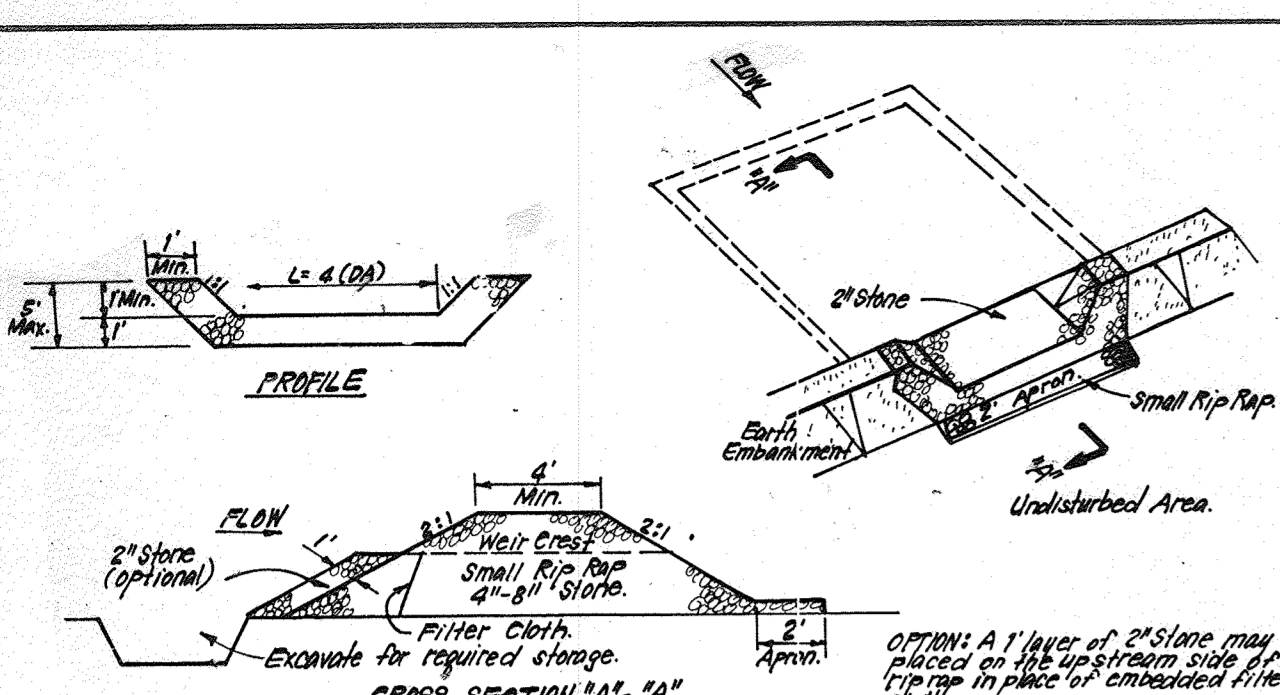 FLOW
"A"
1'
Min.
1:1
L= 4 (DA)
1:1
5'
MAX.
1' Min.
1'
PROFILE
2" Stone
2' Apron.
Small Rip Rap.
Earth
Embankment
"A"
Undisturbed Area.
4'
Min.
FLOW
2:1
2:1
1'
Weir Crest
2" Stone
(optional)
Small Rip Rap
4"-8" Stone.
Filter Cloth.
Excavate for required storage.
2'
Apron.
OPTION: A 1' layer of 2" Stone may
placed on the upstream side of
riprap in place of embedded filte
CROSS SECTION "A"- "A"